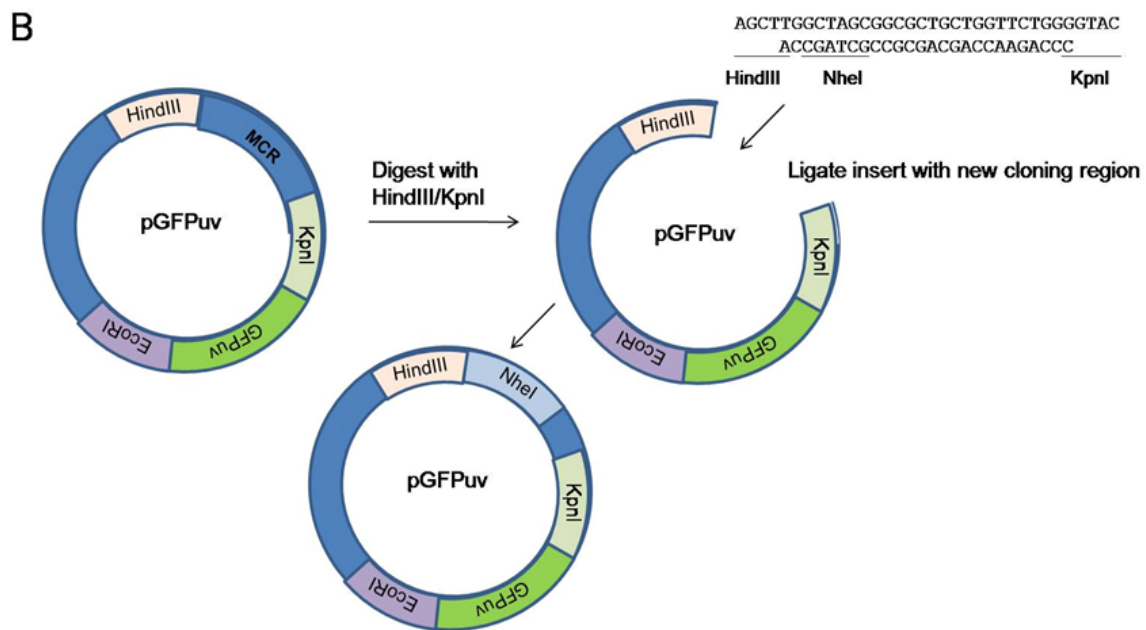 B
AGCTTGGCTAGCGGCGCTGCTGGTTCTGGGGTAC
ACCGATCGCCGCGACGACCAAGACCC
HindIII NheI KpnI
HindIII
MCR
pGFPuv
KpnI
GFPuv
EcoRI
Digest with
HindIII/KpnI
HindIII
pGFPuv
KpnI
GFPuv
EcoRI
Ligate insert with new cloning region
HindIII
NheI
pGFPuv
KpnI
GFPuv
EcoRI